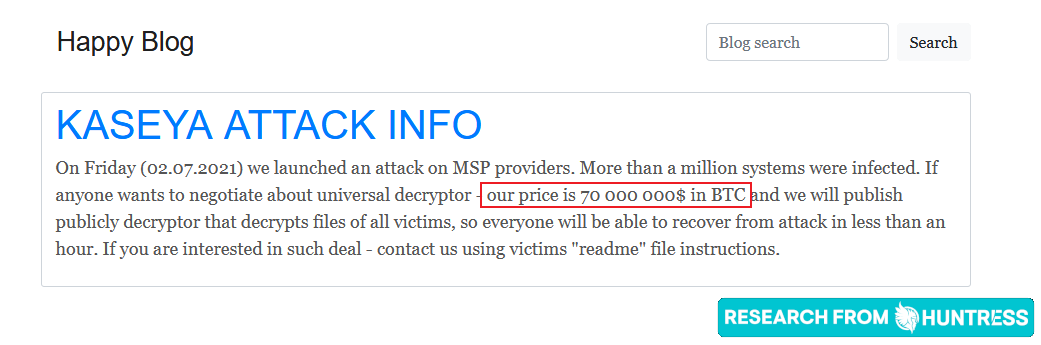 Happy Blog
Blog search
Search
KASEYA ATTACK INFO
On Friday (02.07.2021) we launched an attack on MSP providers. More than a million systems were infected. If
anyone wants to negotiate about universal decryptor - our price is 70 000 000$ in BTC and we will publish
publicly decryptor that decrypts files of all victims, so everyone will be able to recover from attack in less than an
hour. If you are interested in such deal - contact us using victims "readme" file instructions.
RESEARCH FROM HUNTRESS